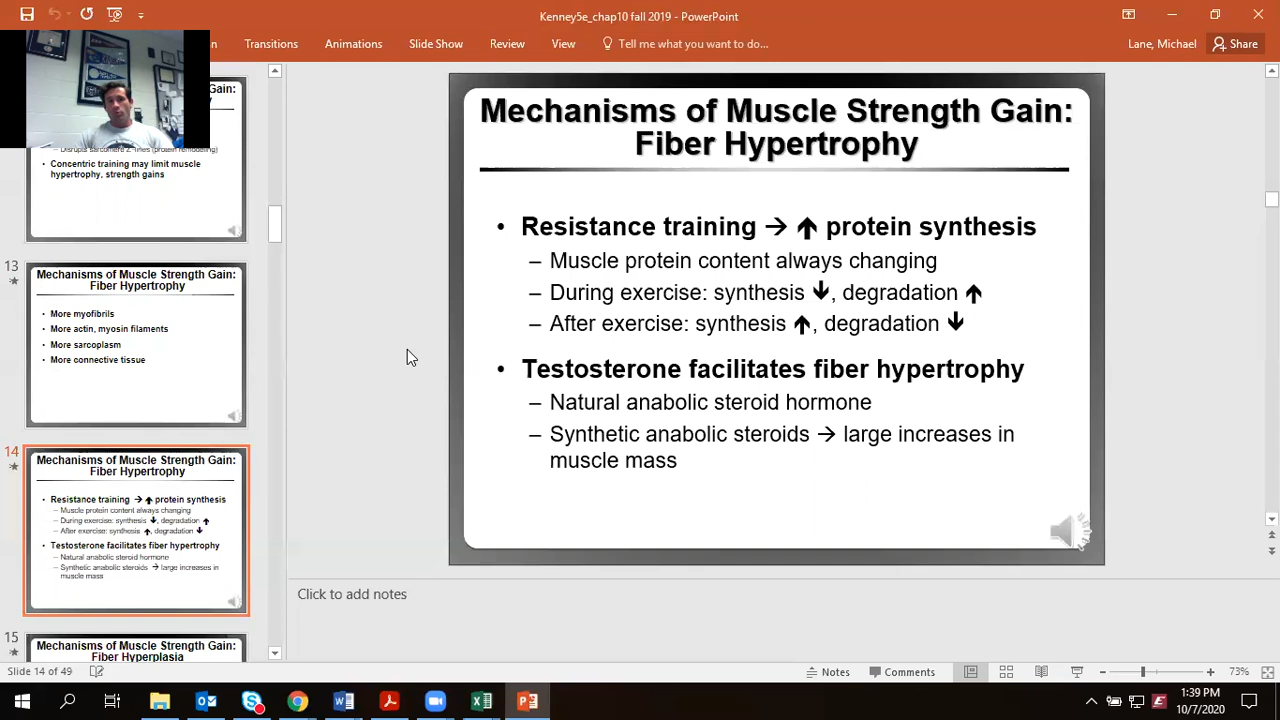 Kenney5e_chap10 fall 2019 - PowerPoint
Transitions
Animations
Slide Show
Review
View
Tell me what you want to do...
Lane, Michael
Share
Disrupts sarcomere Z-lines (protein remodeling)
• Concentric training may limit muscle
hypertrophy, strength gains
13
Mechanisms of Muscle Strength Gain:
Fiber Hypertrophy
• More myofibrils
• More actin, myosin filaments
• More sarcoplasm
• More connective tissue
14
Mechanisms of Muscle Strength Gain:
Fiber Hypertrophy
• Resistance training → ↑ protein synthesis
– Muscle protein content always changing
– During exercise: synthesis ↓, degradation ↑
– After exercise: synthesis ↑, degradation ↓
• Testosterone facilitates fiber hypertrophy
– Natural anabolic steroid hormone
– Synthetic anabolic steroids → large increases in
muscle mass
15
Mechanisms of Muscle Strength Gain:
Fiber Hyperplasia
Mechanisms of Muscle Strength Gain:
Fiber Hypertrophy
• Resistance training → ↑ protein synthesis
– Muscle protein content always changing
– During exercise: synthesis ↓, degradation ↑
– After exercise: synthesis ↑, degradation ↓
• Testosterone facilitates fiber hypertrophy
– Natural anabolic steroid hormone
– Synthetic anabolic steroids → large increases in
muscle mass
Click to add notes
Slide 14 of 49
Notes
Comments
73%
1:39 PM
10/7/2020